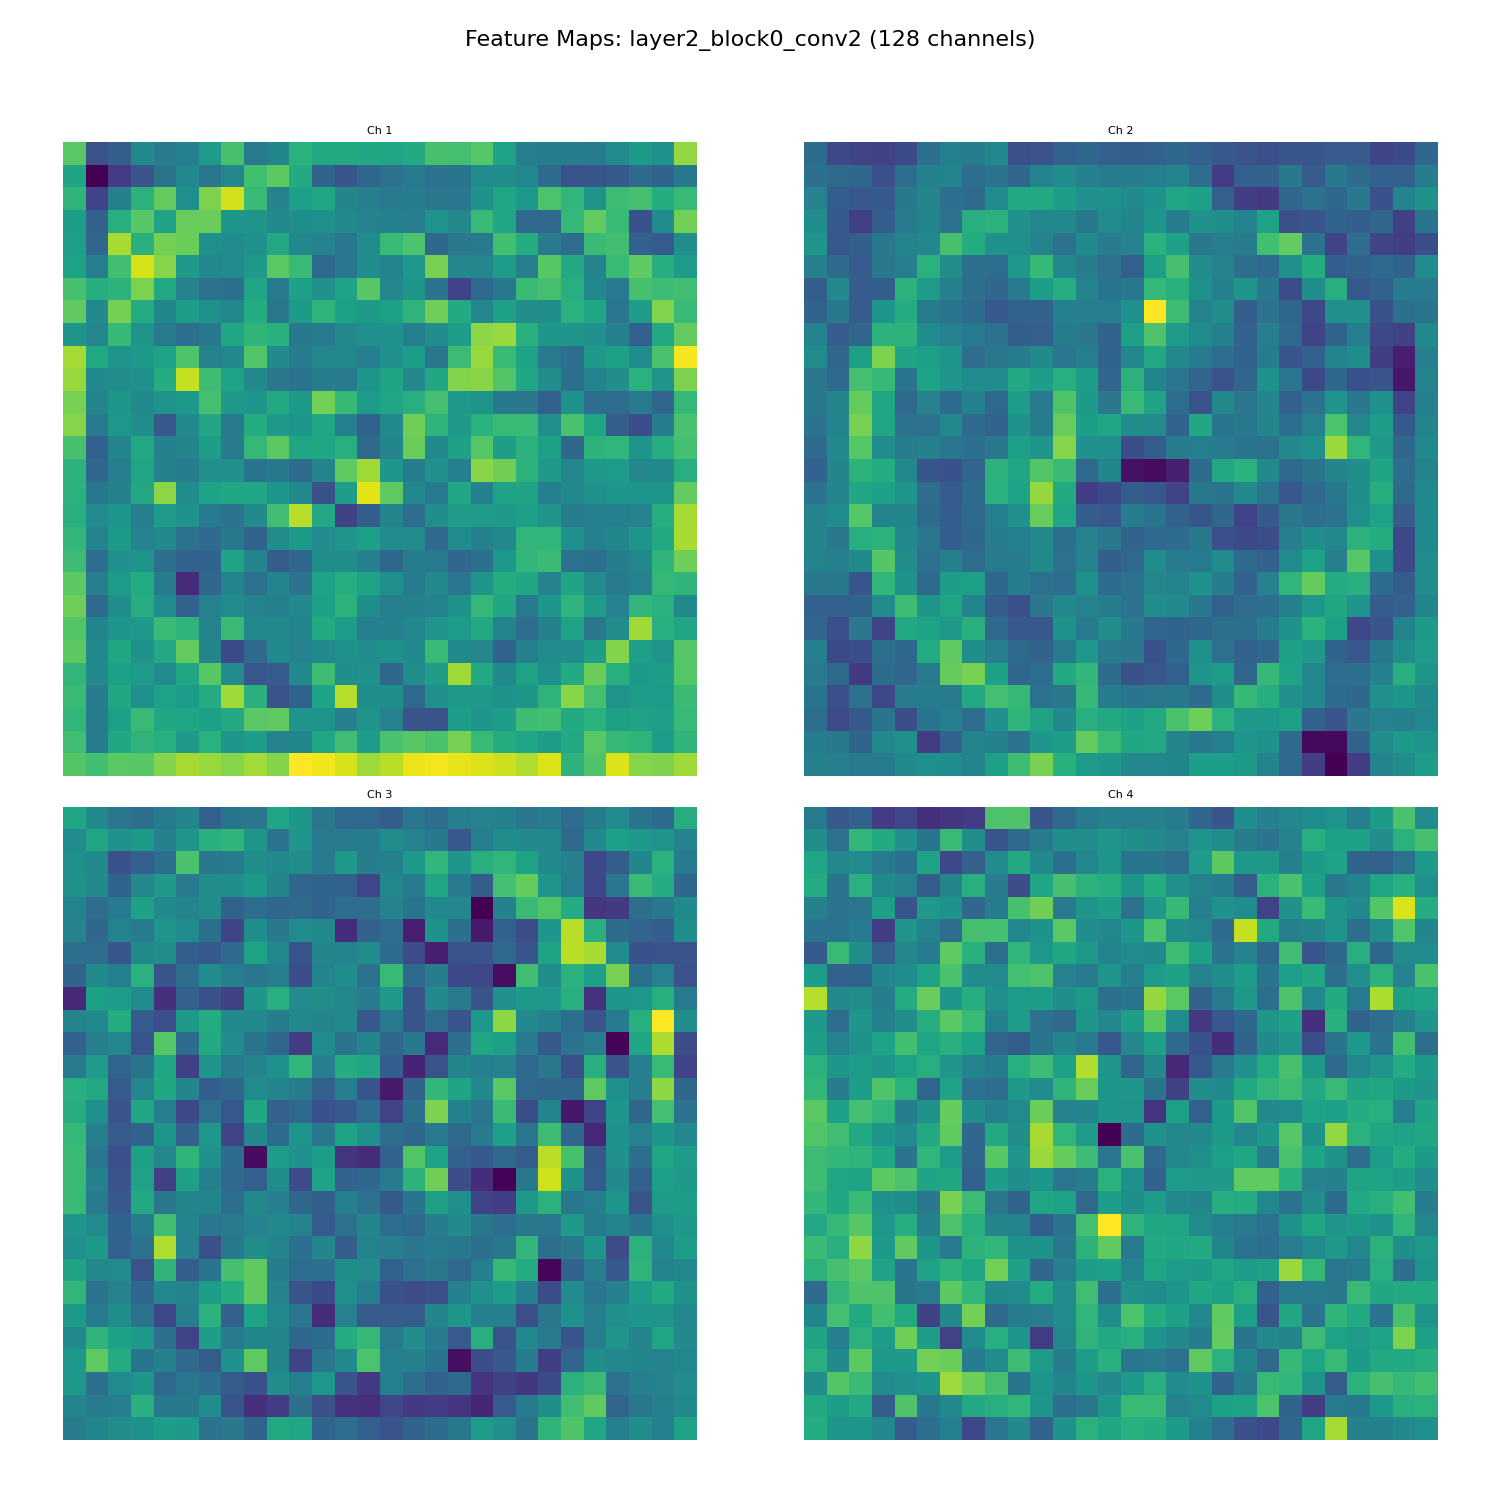 Feature Maps: layer2_block0_conv2 (128 channels)
Ch 1
Ch 2
Ch 3
Ch 4